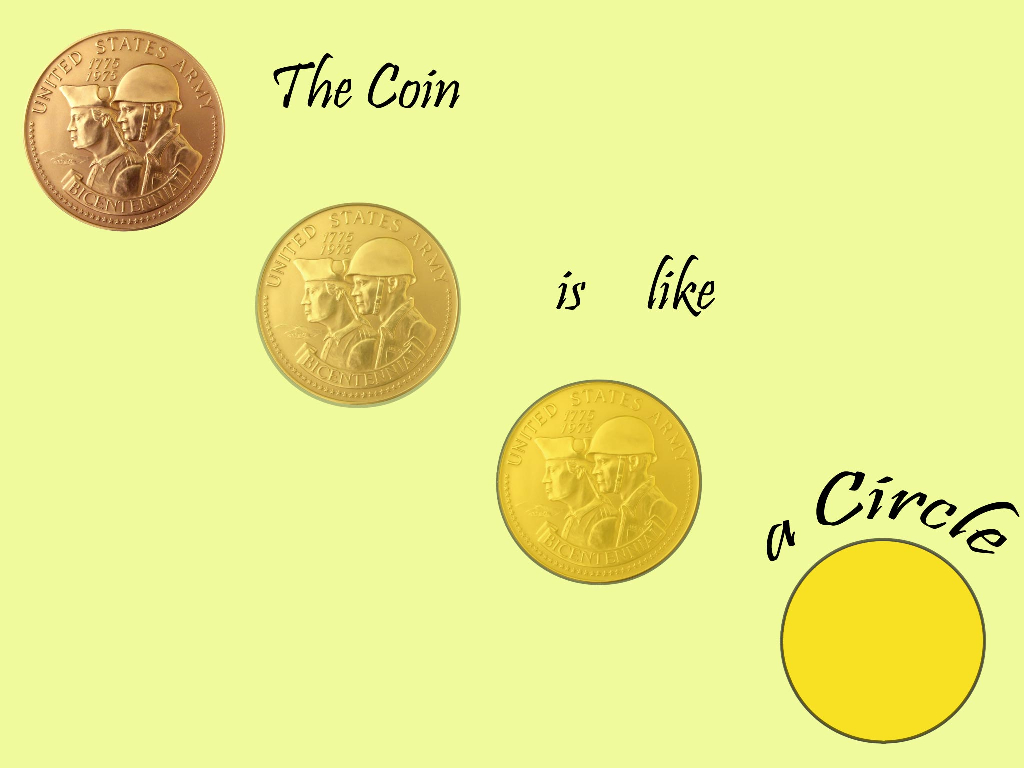 UNITED STATES ARMY
1775
1975
BICENTENNIAL
The Coin
UNITED STATES ARMY
1775
1975
BICENTENNIAL
is like
UNITED STATES ARMY
1775
1975
BICENTENNIAL
a Circle